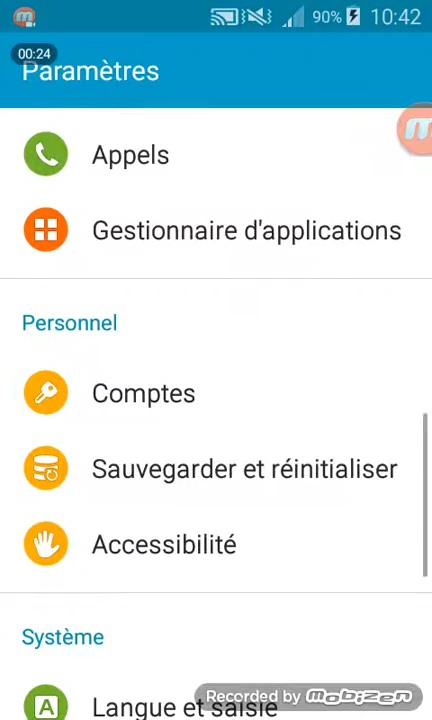 90% 10:42
00:24
Paramètres
Appels
Gestionnaire d'applications
Personnel
Comptes
Sauvegarder et réinitialiser
Accessibilité
Système
A Langue et saisie
Recorded by mobizen